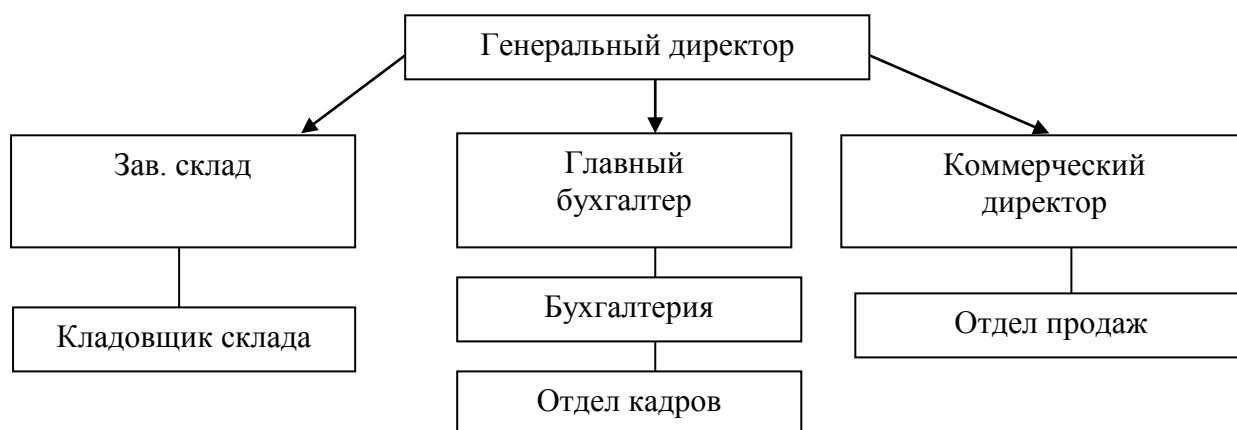 Генеральный директор
Зав. склад
Главный
бухгалтер
Коммерческий
директор
Кладовщик склада
Бухгалтерия
Отдел продаж
Отдел кадров